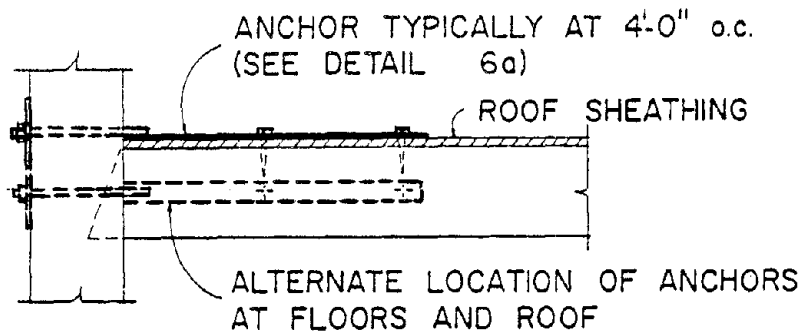 ANCHOR TYPICALLY AT 4'-0" o.c.
(SEE DETAIL 6a)
ROOF SHEATHING
ALTERNATE LOCATION OF ANCHORS
AT FLOORS AND ROOF